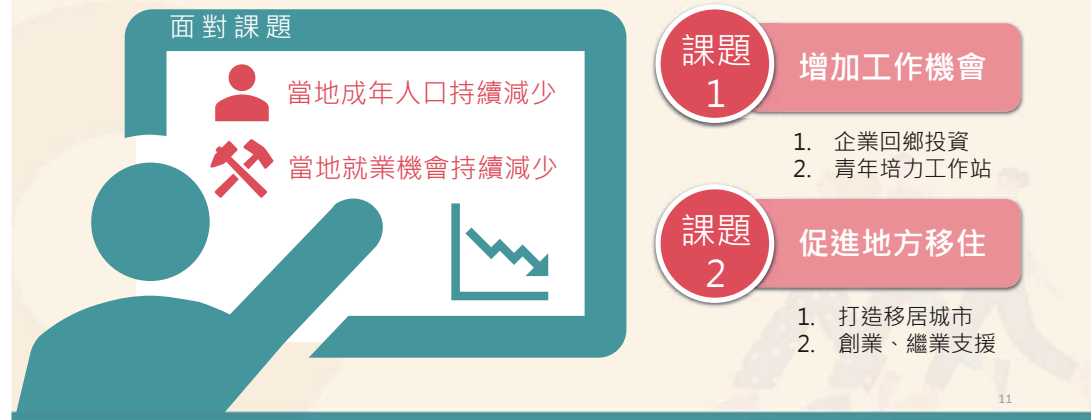 面對課題
當地成年人口持續減少
當地就業機會持續減少
課題
1
增加工作機會
1. 企業回鄉投資
2. 青年培力工作站
課題
2
促進地方移住
1. 打造移居城市
2. 創業、繼業支援
11